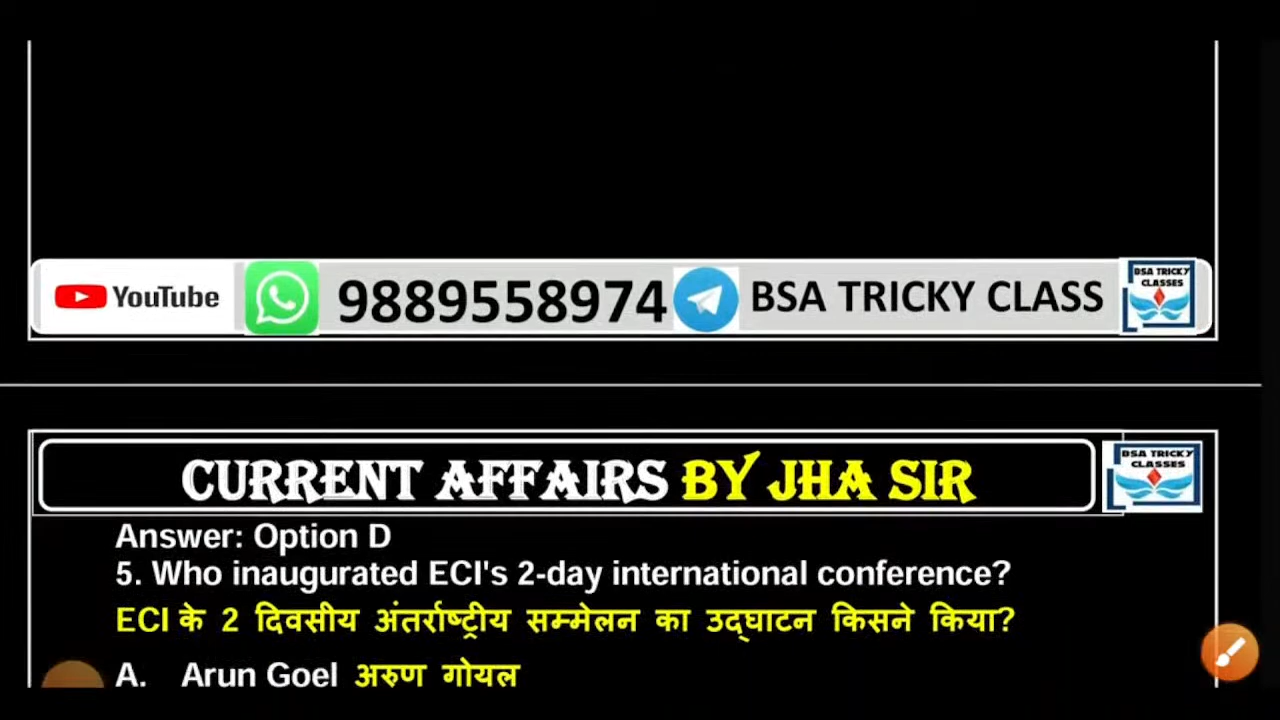 YouTube 9889558974 BSA TRICKY CLASS BSA TRICKY CLASSES
CURRENT AFFAIRS BY JHA SIR BSA TRICKY CLASSES
Answer: Option D
5. Who inaugurated ECI's 2-day international conference?
ECI के 2 दिवसीय अंतर्राष्ट्रीय सम्मेलन का उद्घाटन किसने किया?
A. Arun Goel अरुण गोयल